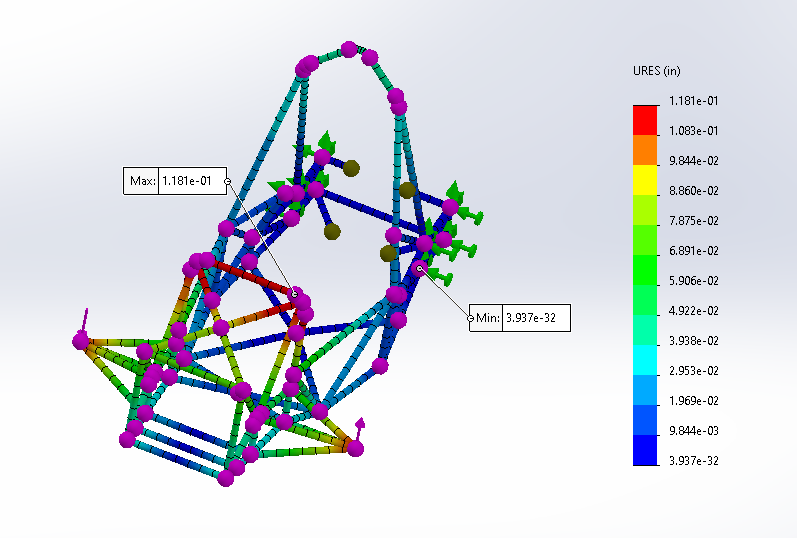 URES (in)
1.181e-01
1.083e-01
9.844e-02
8.860e-02
7.875e-02
6.891e-02
5.906e-02
4.922e-02
3.938e-02
2.953e-02
1.969e-02
9.844e-03
3.937e-32
Max: 1.181e-01
Min: 3.937e-32